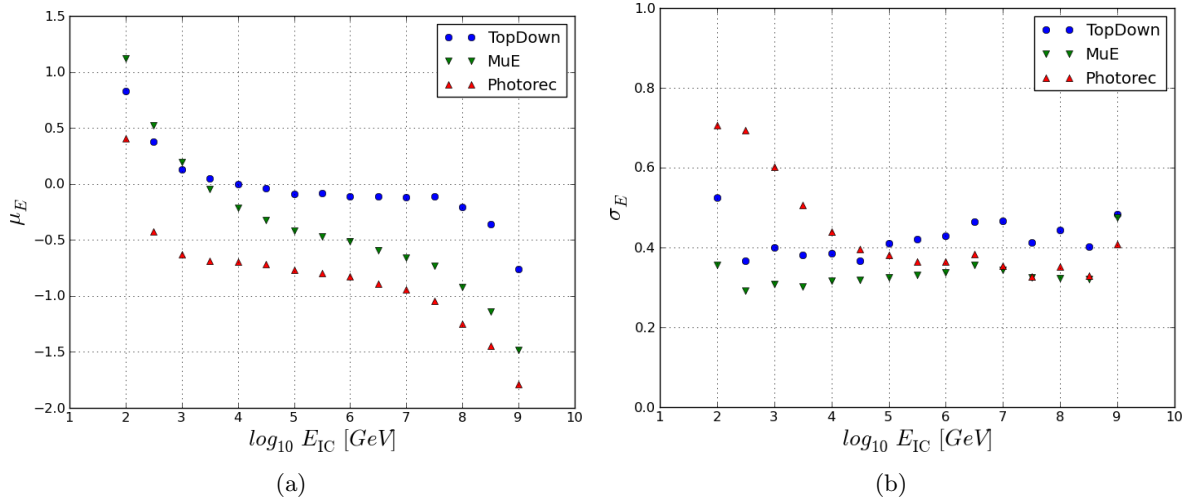 1.5
1.0
0.5
0.0
−0.5
−1.0
−1.5
−2.0
μ_E
1 2 3 4 5 6 7 8 9 10
log₁₀ E_IC [GeV]
TopDown
MuE
Photorec
(a)
1.0
0.8
0.6
0.4
0.2
0.0
σ_E
1 2 3 4 5 6 7 8 9 10
log₁₀ E_IC [GeV]
TopDown
MuE
Photorec
(b)